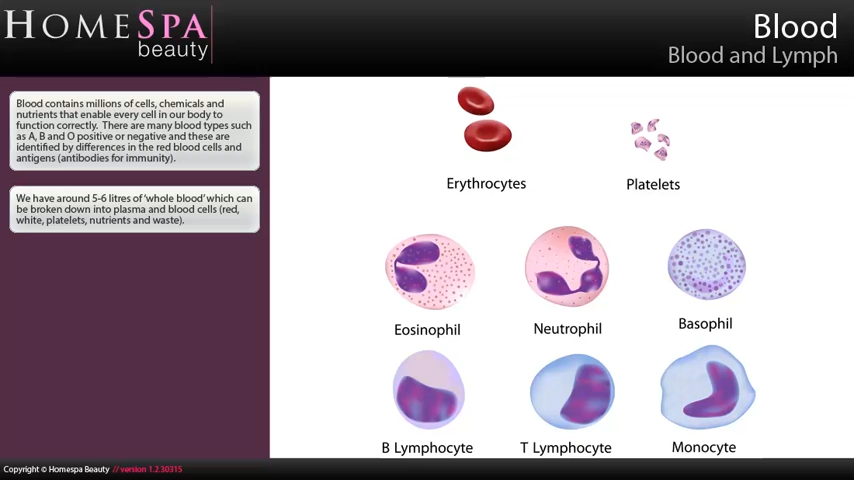 HOMESPA
beauty
Blood
Blood and Lymph
Blood contains millions of cells, chemicals and
nutrients that enable every cell in our body to
function correctly. There are many blood types such
as A, B and O positive or negative and these are
identified by differences in the red blood cells and
antigens (antibodies for immunity).
We have around 5-6 litres of 'whole blood' which can
be broken down into plasma and blood cells (red,
white, platelets, nutrients and waste).
Erythrocytes
Platelets
Eosinophil
Neutrophil
Basophil
B Lymphocyte
T Lymphocyte
Monocyte
Copyright © Homespa Beauty // version 1.2.30315